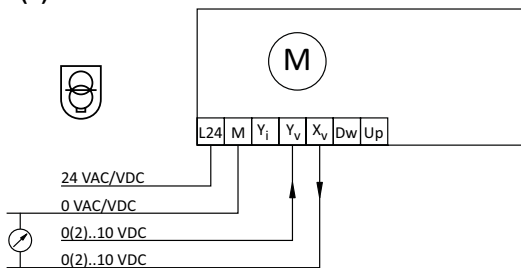 M
L24 M Yi Yv Xv Dw Up
24 VAC/VDC
0 VAC/VDC
0(2)..10 VDC
0(2)..10 VDC